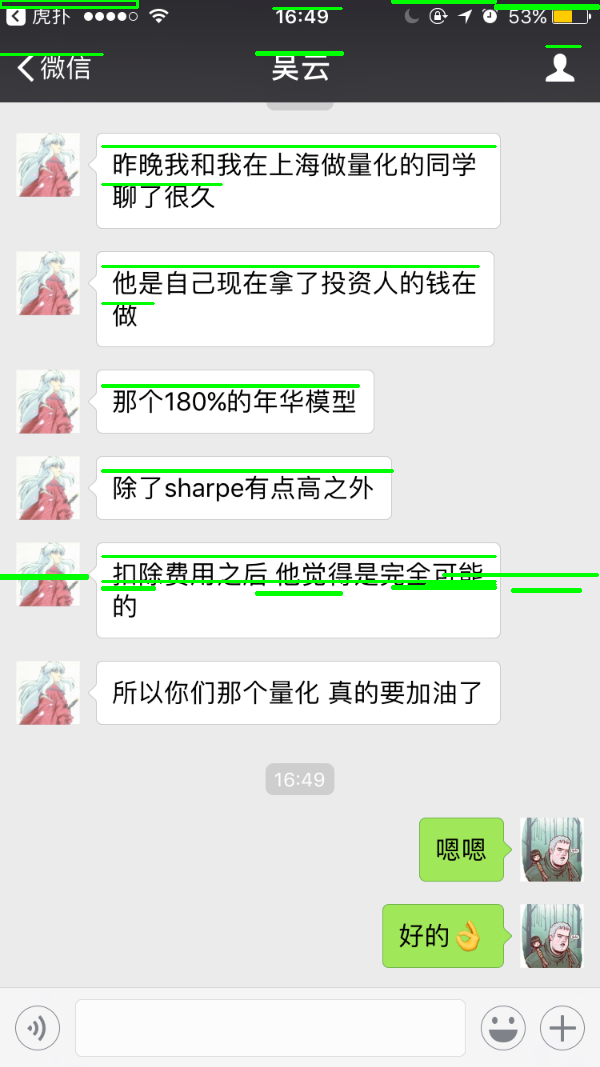 虎扑
16:49
53%
微信
吴云
昨晚我和我在上海做量化的同学
聊了很久
他是自己现在拿了投资人的钱在
做
那个180%的年华模型
除了sharpe有点高之外
扣除费用之后 他觉得是完全可能
的
所以你们那个量化 真的要加油了
16:49
嗯嗯
好的👌